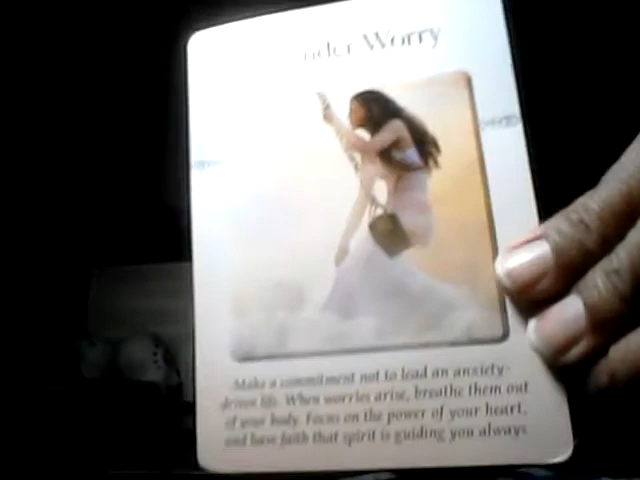 nder Worry
Make a commitment not to lead an anxiety-
driven life. When worries arise, breathe them out
of your body. Focus on the power of your heart,
and have faith that spirit is guiding you always